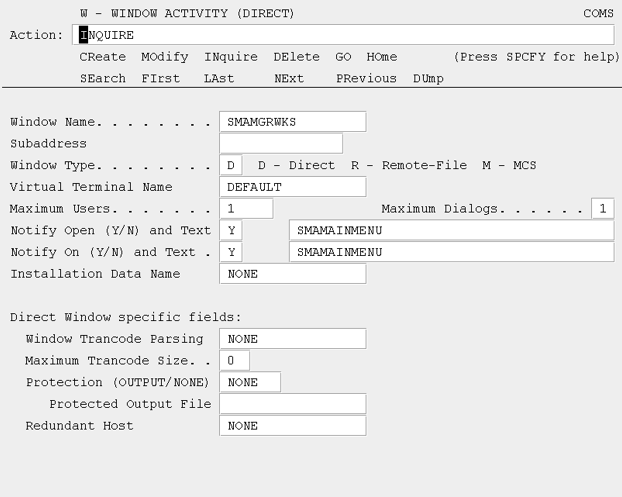 W - WINDOW ACTIVITY (DIRECT) COMS
Action: INQUIRE
CReate MOdify INquire DElete GO HOme (Press SPCFY for help)
SEarch FIrst LAst NExt PRevious DUmp
Window Name. . . . . . . . SMAMGRWKS
Subaddress
Window Type. . . . . . . . D D - Direct R - Remote-File M - MCS
Virtual Terminal Name DEFAULT
Maximum Users. . . . . . . 1 Maximum Dialogs. . . . . . 1
Notify Open (Y/N) and Text Y SMAMAINMENU
Notify On (Y/N) and Text . Y SMAMAINMENU
Installation Data Name NONE
Direct Window specific fields:
Window Trancode Parsing NONE
Maximum Trancode Size. . 0
Protection (OUTPUT/NONE) NONE
Protected Output File
Redundant Host NONE